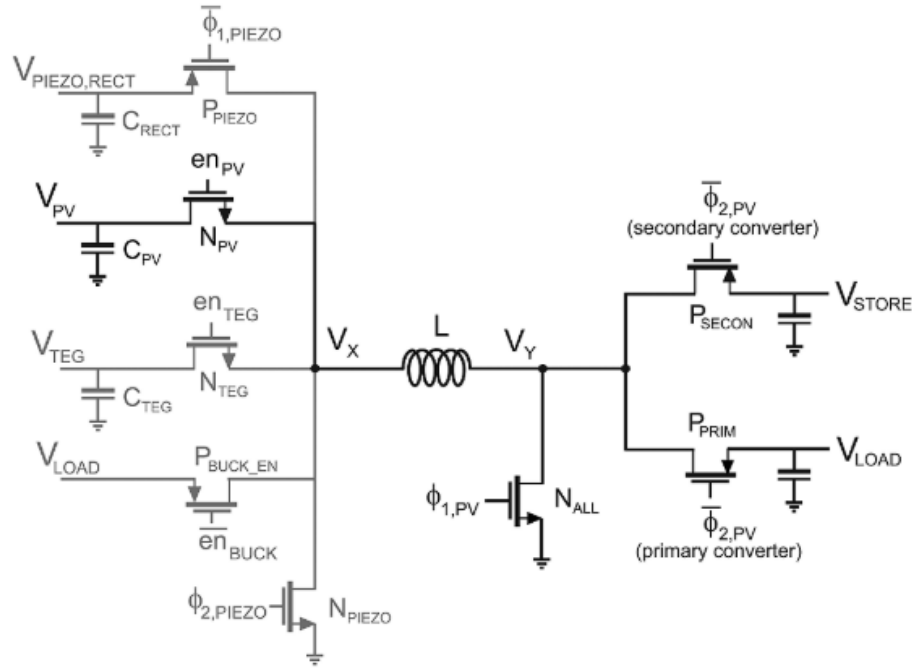 ϕ̅1,PIEZO
VPIEZO,RECT
PPIEZO
CRECT
enPV
VPV
NPV
CPV
ϕ̅2,PV
(secondary converter)
PSECON
VSTORE
enTEG
VTEG
NTEG
CTEG
VX
L
VY
VLOAD
PBUCK_EN
e̅n̅BUCK
PPRIM
VLOAD
ϕ1,PV
NALL
ϕ̅2,PV
(primary converter)
ϕ2,PIEZO
NPIEZO